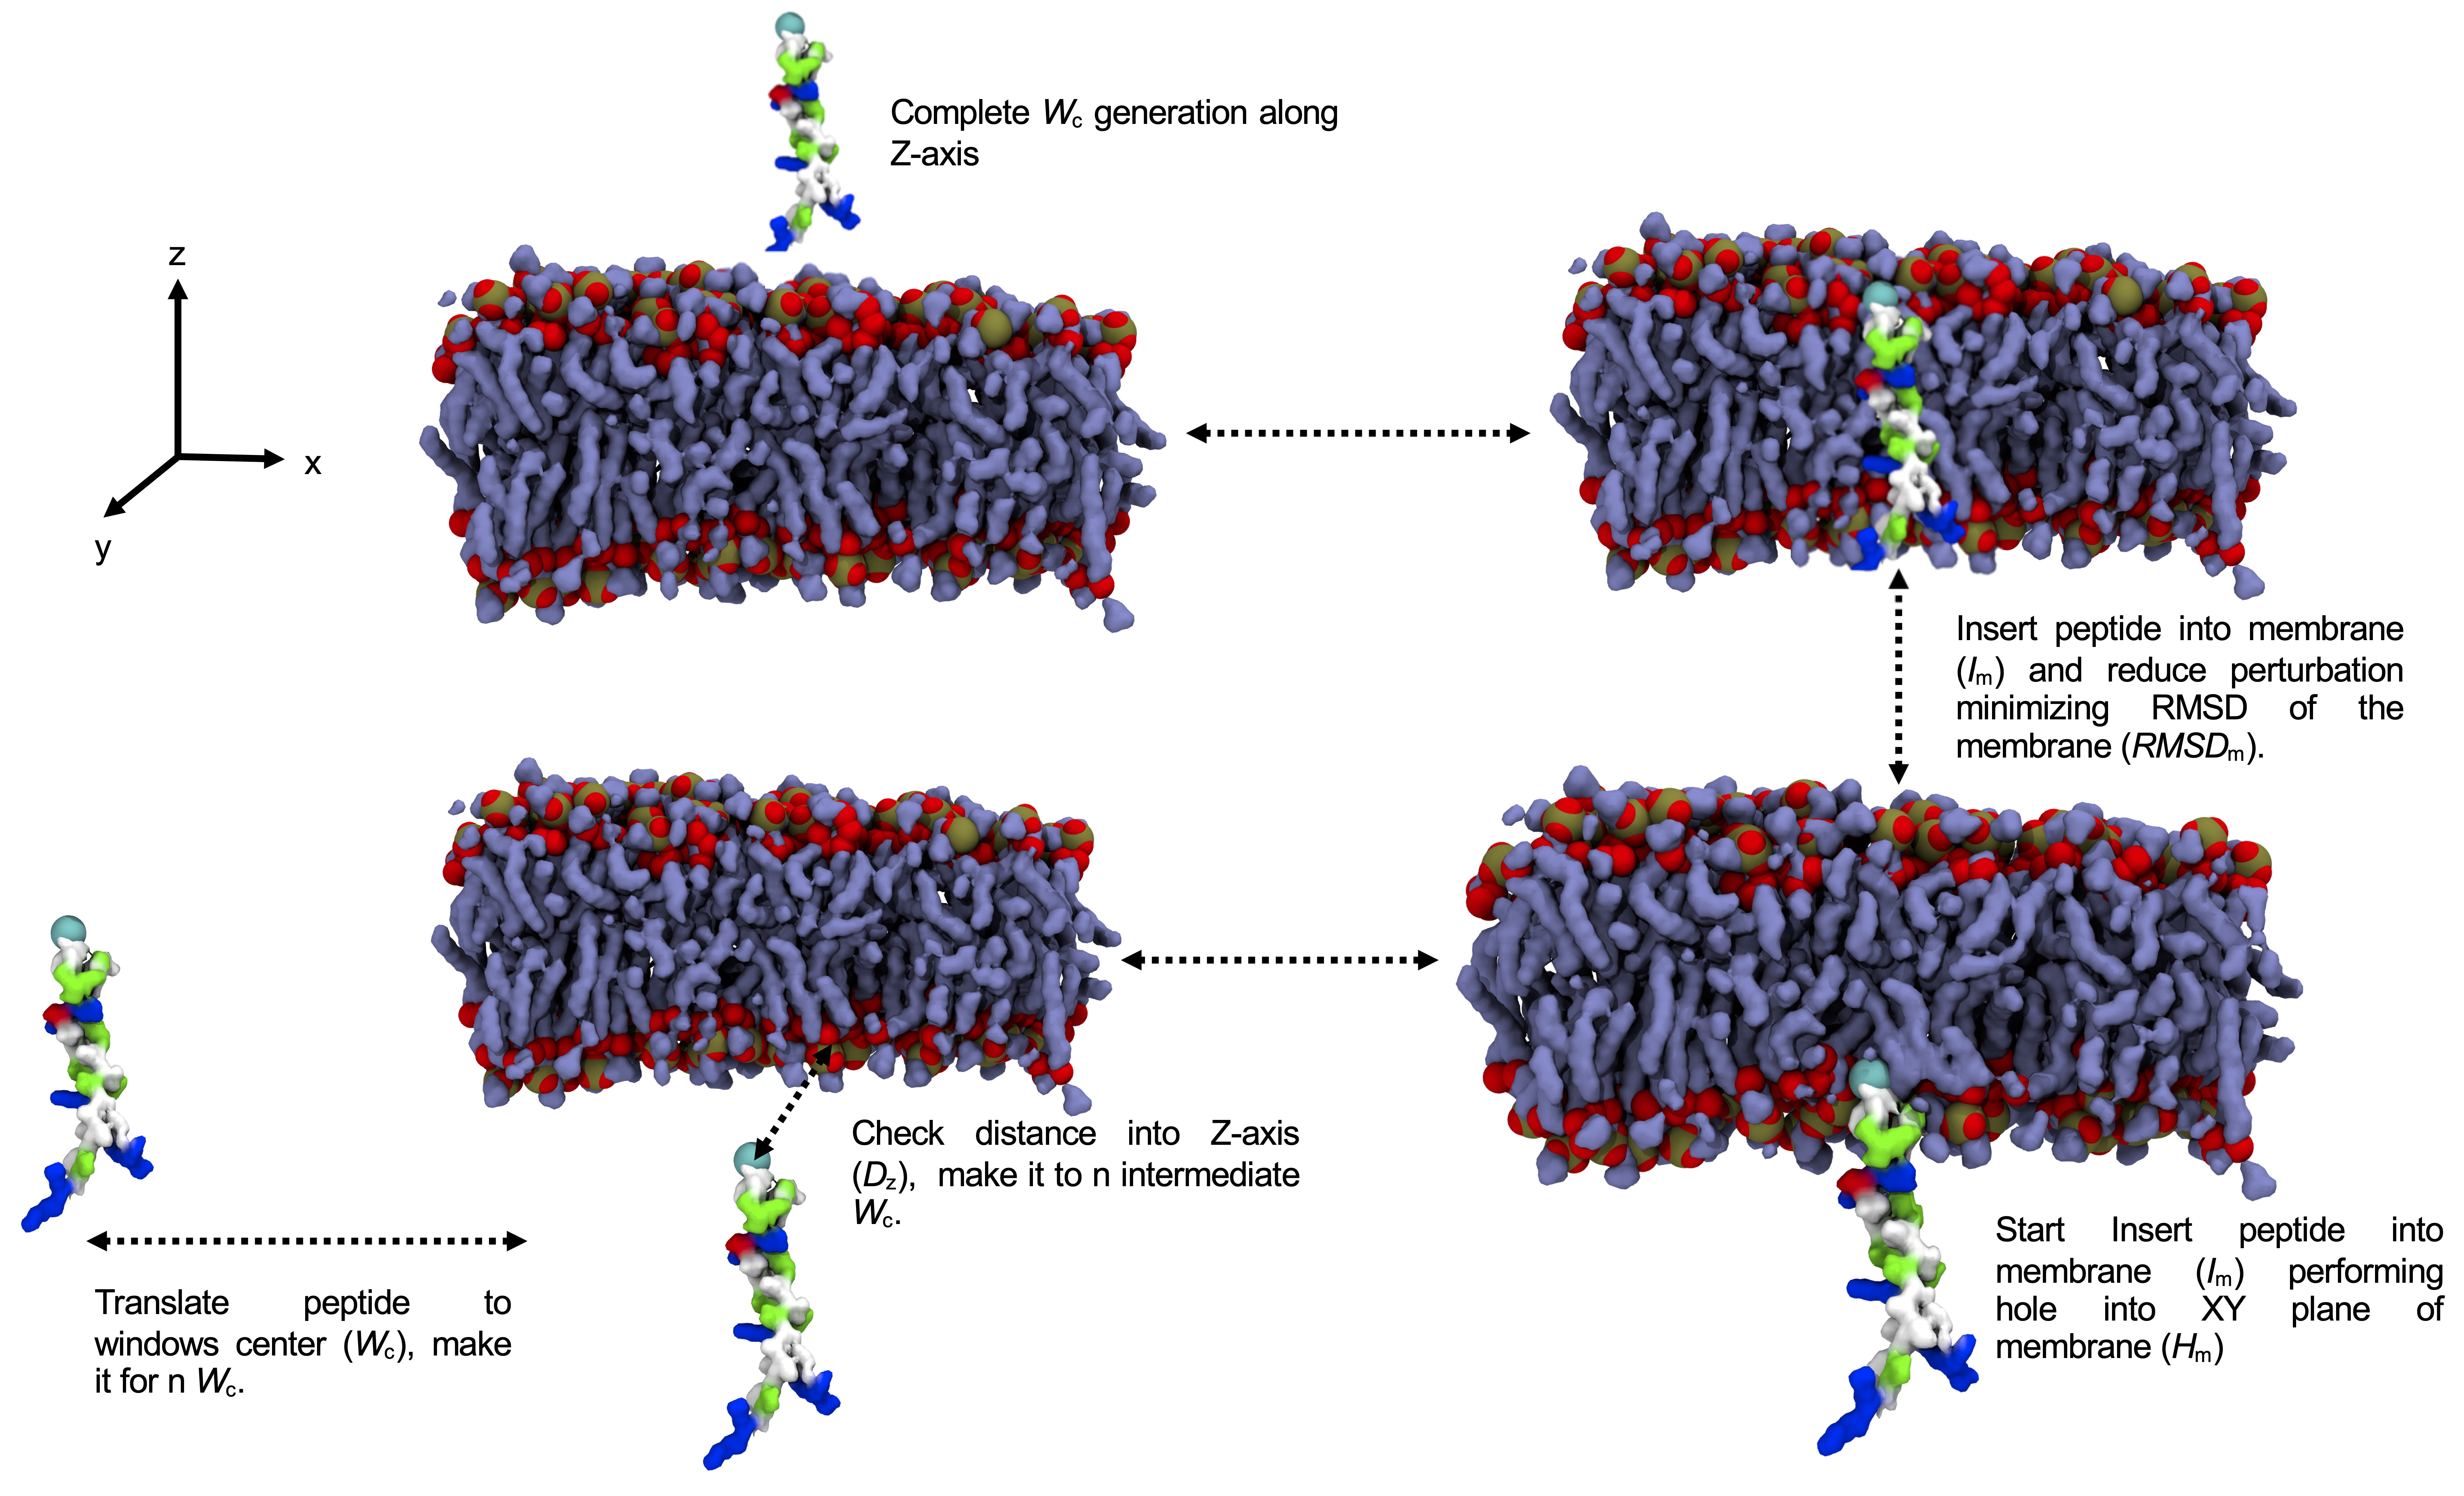 Complete Wc generation along
Z-axis
z
x
y
Insert peptide into membrane
(Im) and reduce perturbation
minimizing RMSD of the
membrane (RMSDm).
Check distance into Z-axis
(Dz), make it to n intermediate
Wc.
Translate peptide to
windows center (Wc), make
it for n Wc.
Start Insert peptide into
membrane (Im) performing
hole into XY plane of
membrane (Hm)